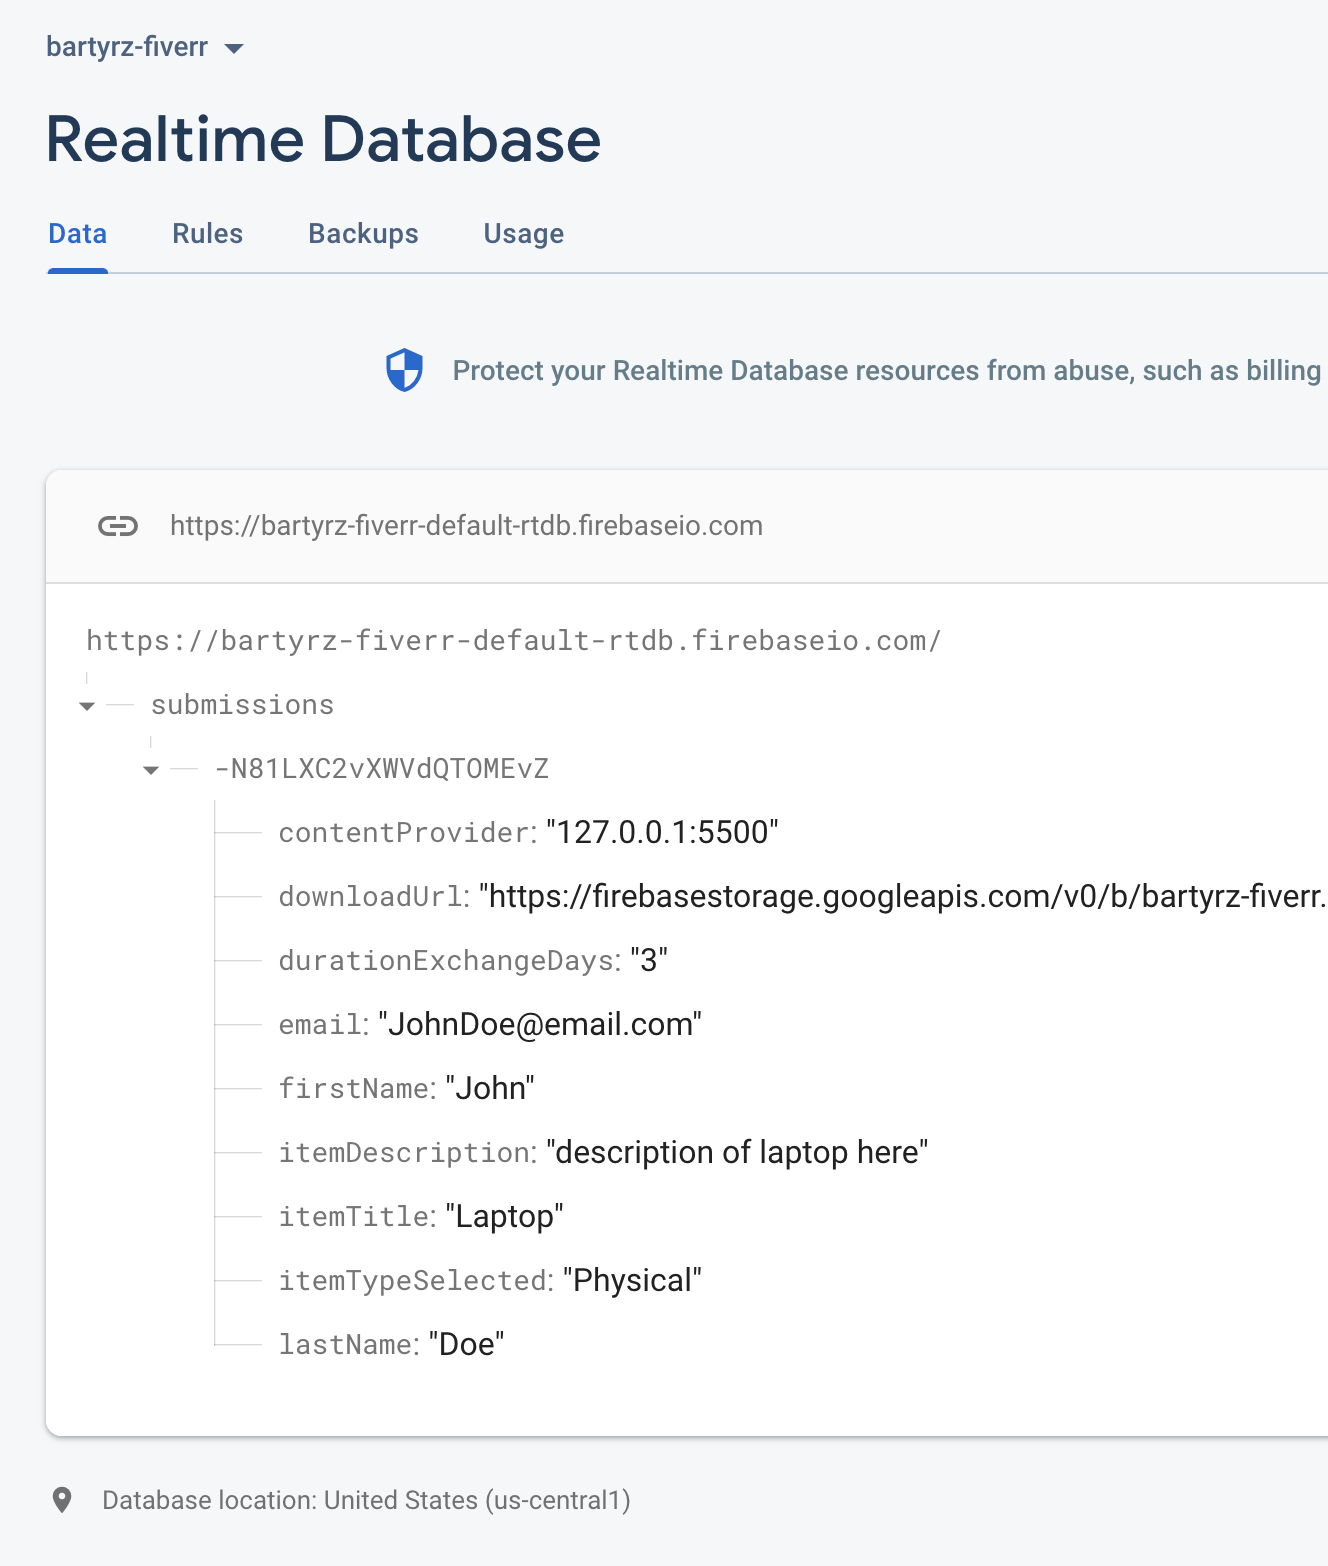 bartyrz-fiverr
Realtime Database
Data Rules Backups Usage
Protect your Realtime Database resources from abuse, such as billing
https://bartyrz-fiverr-default-rtdb.firebaseio.com
https://bartyrz-fiverr-default-rtdb.firebaseio.com/
submissions
-N81LXC2vXWVdQTOMEvZ
contentProvider: "127.0.0.1:5500"
downloadUrl: "https://firebasestorage.googleapis.com/v0/b/bartyrz-fiverr.
durationExchangeDays: "3"
email: "JohnDoe@email.com"
firstName: "John"
itemDescription: "description of laptop here"
itemTitle: "Laptop"
itemTypeSelected: "Physical"
lastName: "Doe"
Database location: United States (us-central1)